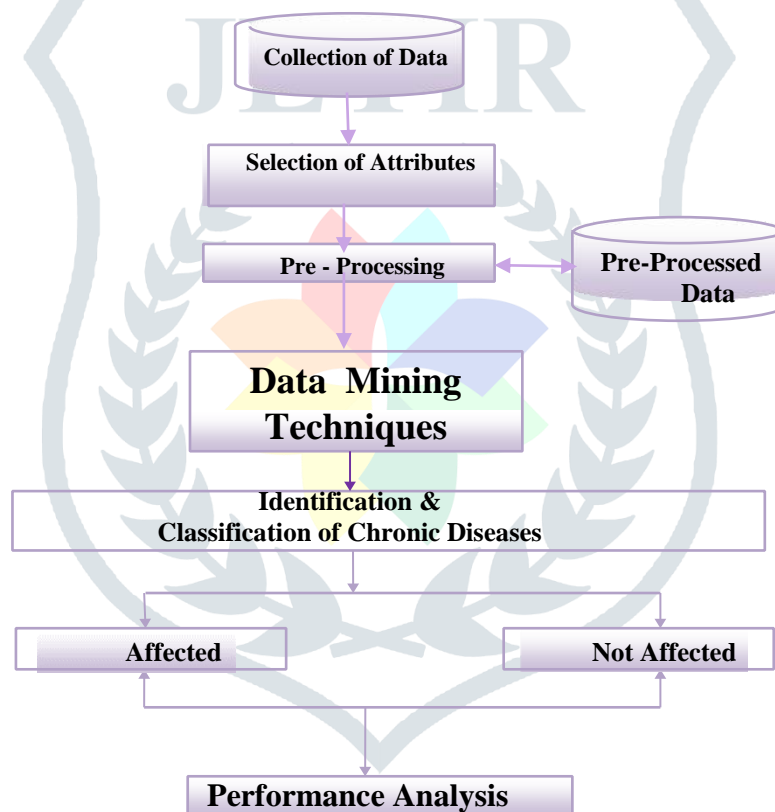 JETIR
Collection of Data
Selection of Attributes
Pre - Processing
Pre-Processed
Data
Data Mining
Techniques
Identification &
Classification of Chronic Diseases
Affected
Not Affected
Performance Analysis